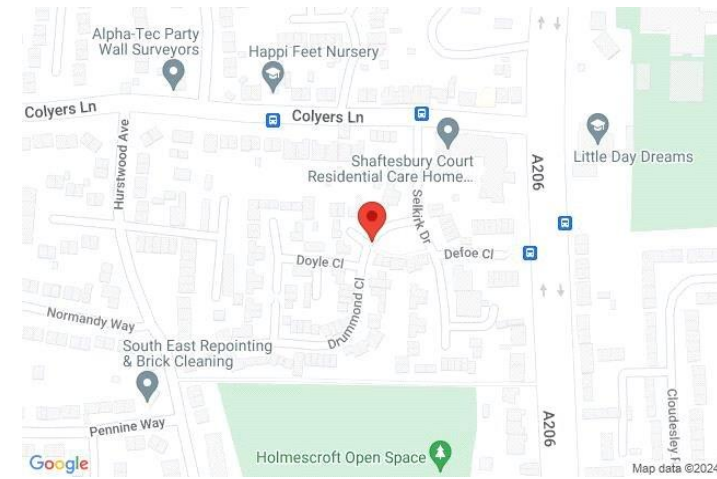 Alpha-Tec Party
Wall Surveyors
Happi Feet Nursery
Colyers Ln
Colyers Ln
Hurstwood Ave
Shaftesbury Court
Residential Care Home...
A206
Little Day Dreams
Selkirk Dr
Doyle Cl
Defoe Cl
Drummond Cl
Normandy Way
South East Repointing
& Brick Cleaning
Pennine Way
A206
Cloudesley
Holmescroft Open Space
Google
Map data ©2024